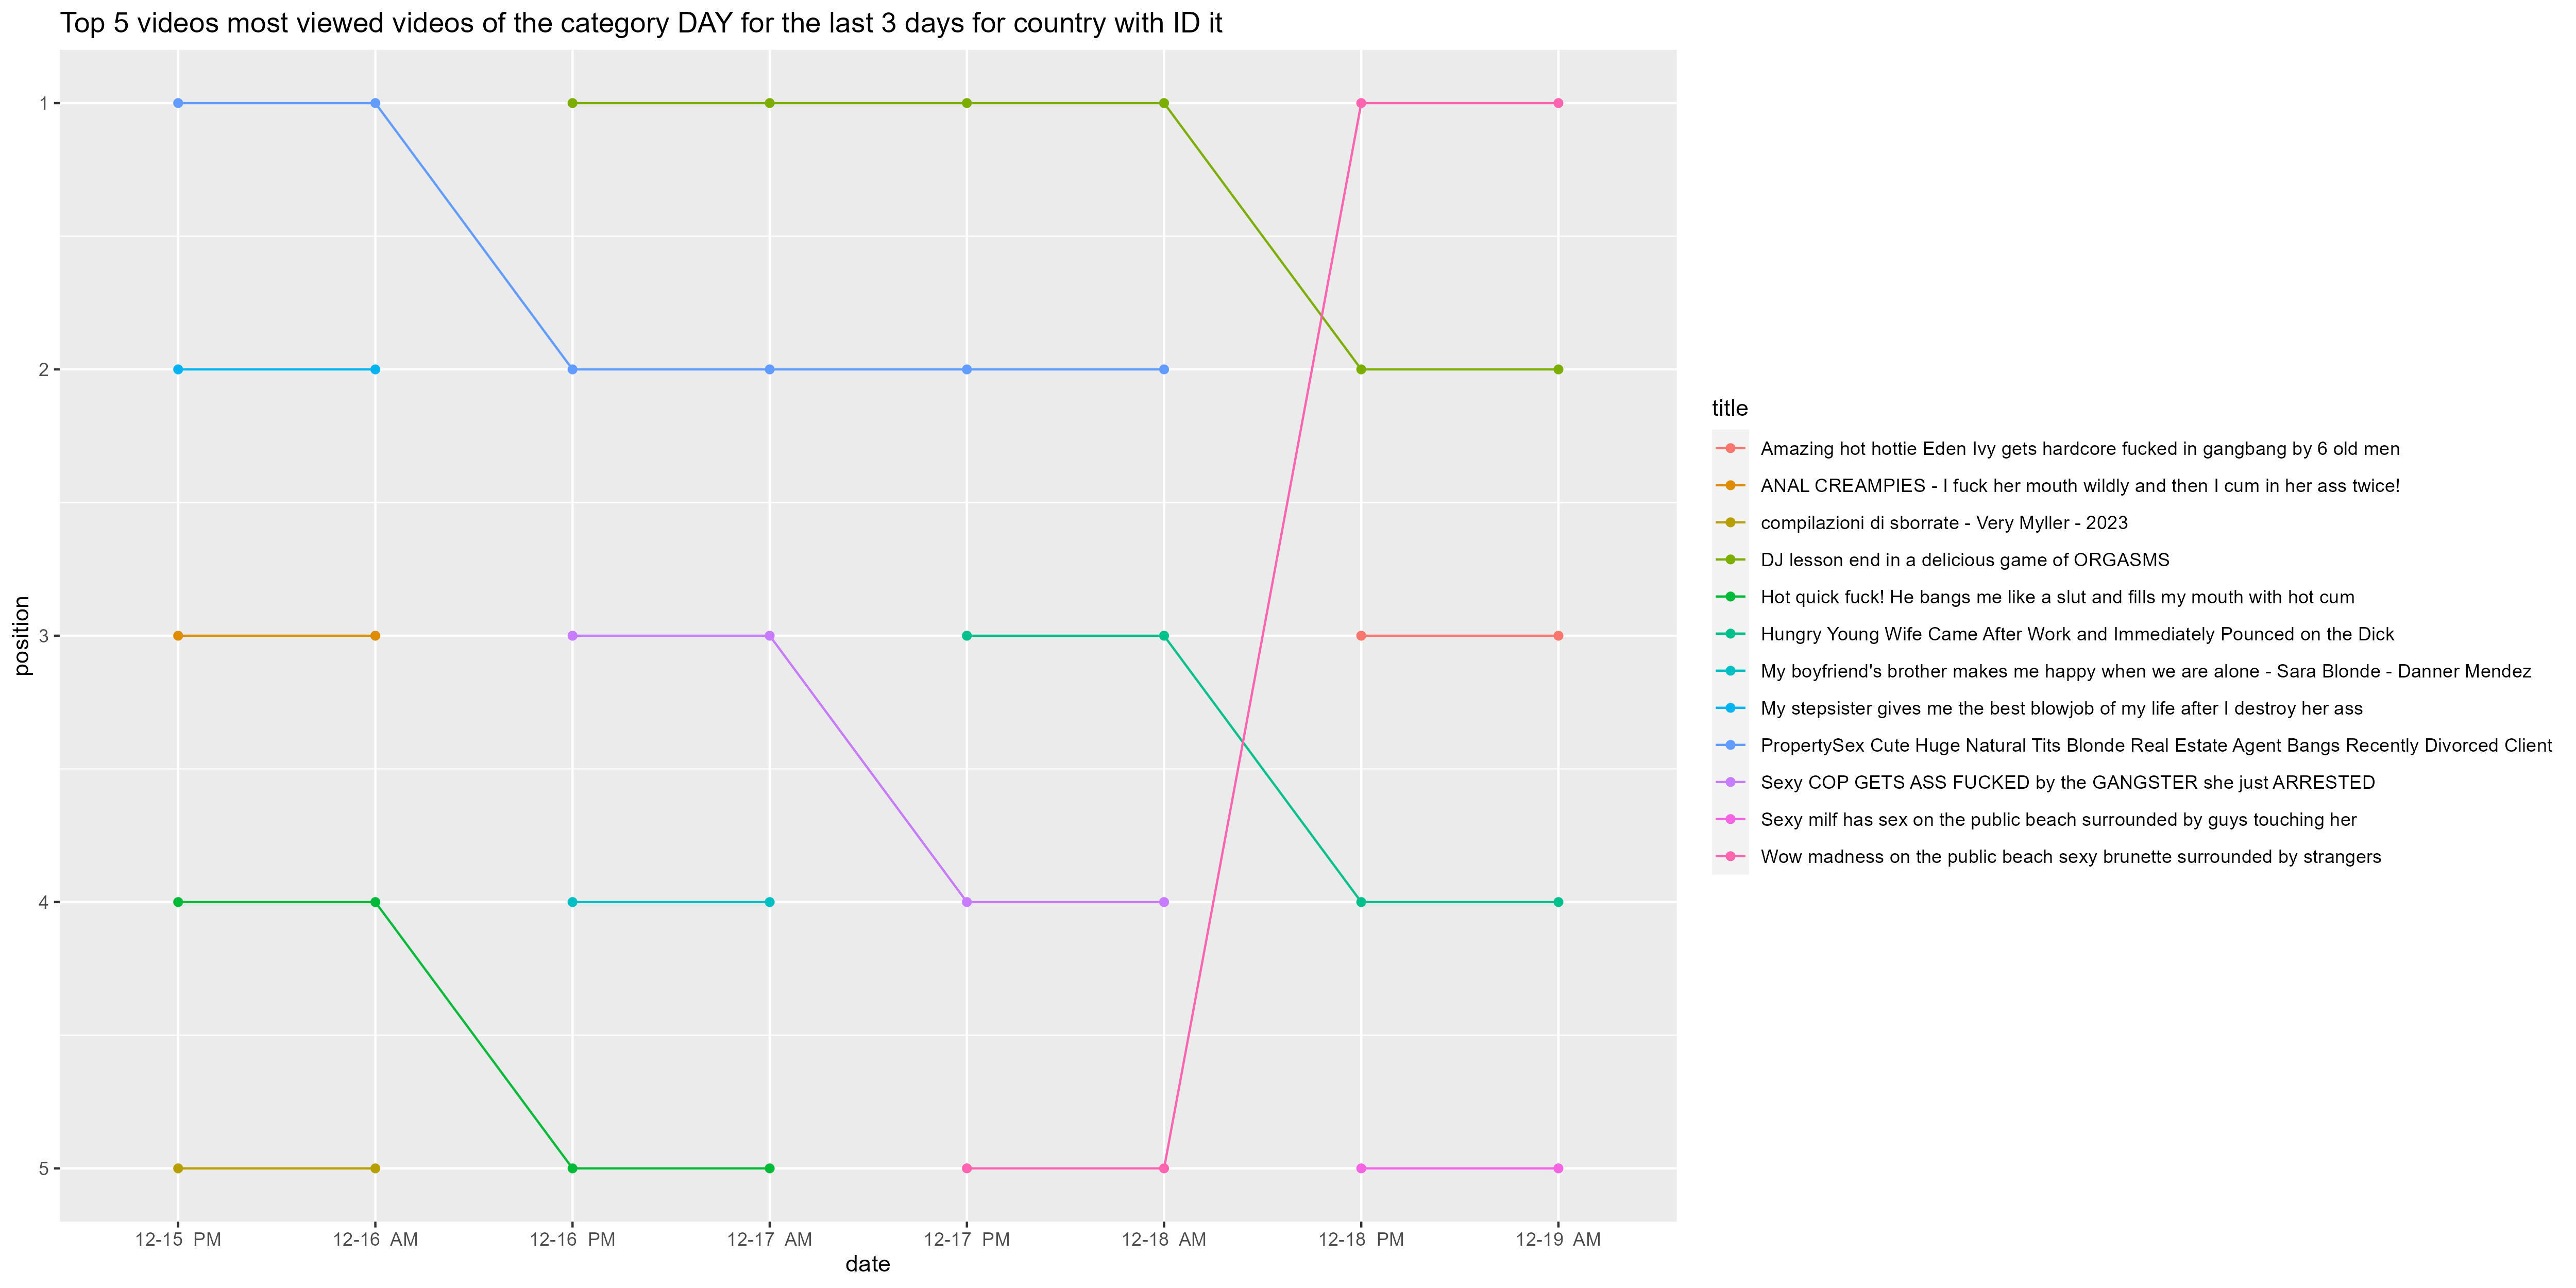 Top 5 videos most viewed videos of the category DAY for the last 3 days for country with ID it
1
2
3
4
5
position
12-15 PM
12-16 AM
12-16 PM
12-17 AM
12-17 PM
12-18 AM
12-18 PM
12-19 AM
date
title
Amazing hot hottie Eden Ivy gets hardcore fucked in gangbang by 6 old men
ANAL CREAMPIES - I fuck her mouth wildly and then I cum in her ass twice!
compilazioni di sborrate - Very Myller - 2023
DJ lesson end in a delicious game of ORGASMS
Hot quick fuck! He bangs me like a slut and fills my mouth with hot cum
Hungry Young Wife Came After Work and Immediately Pounced on the Dick
My boyfriend's brother makes me happy when we are alone - Sara Blonde - Danner Mendez
My stepsister gives me the best blowjob of my life after I destroy her ass
PropertySex Cute Huge Natural Tits Blonde Real Estate Agent Bangs Recently Divorced Client
Sexy COP GETS ASS FUCKED by the GANGSTER she just ARRESTED
Sexy milf has sex on the public beach surrounded by guys touching her
Wow madness on the public beach sexy brunette surrounded by strangers